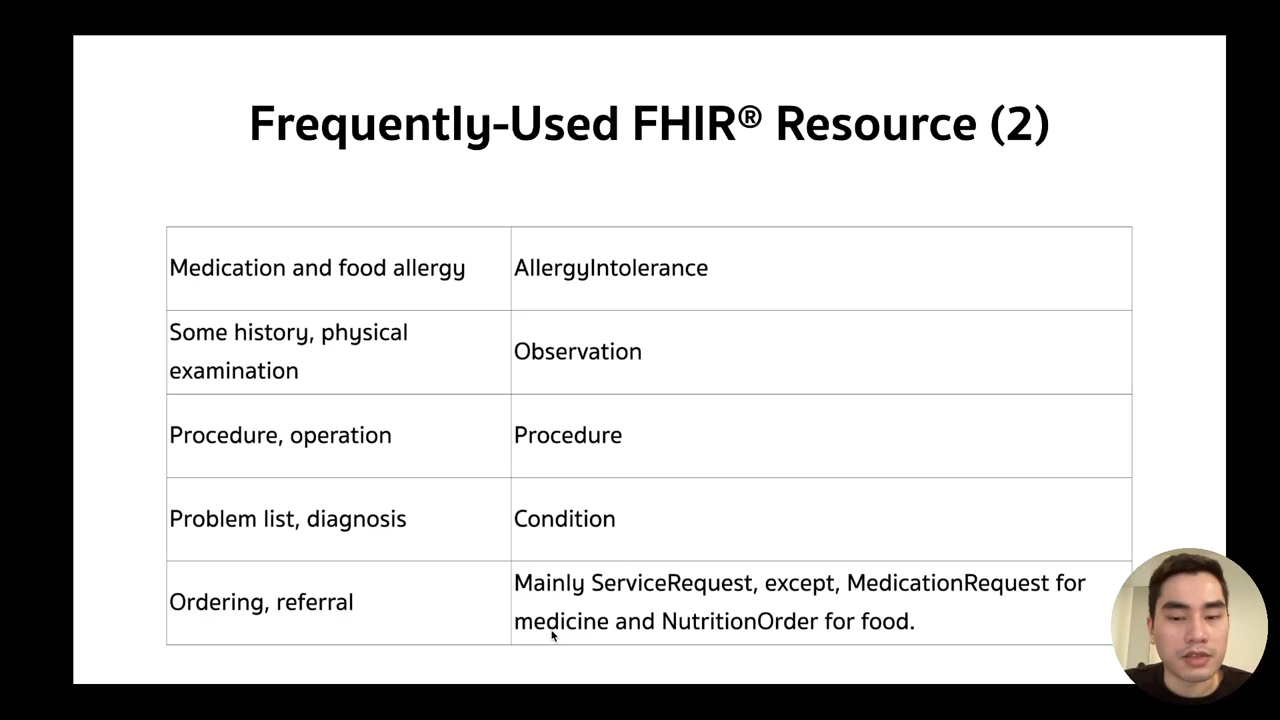 Frequently-Used FHIR® Resource (2)
Medication and food allergy
AllergyIntolerance
Some history, physical
examination
Observation
Procedure, operation
Procedure
Problem list, diagnosis
Condition
Ordering, referral
Mainly ServiceRequest, except, MedicationRequest for
medicine and NutritionOrder for food.